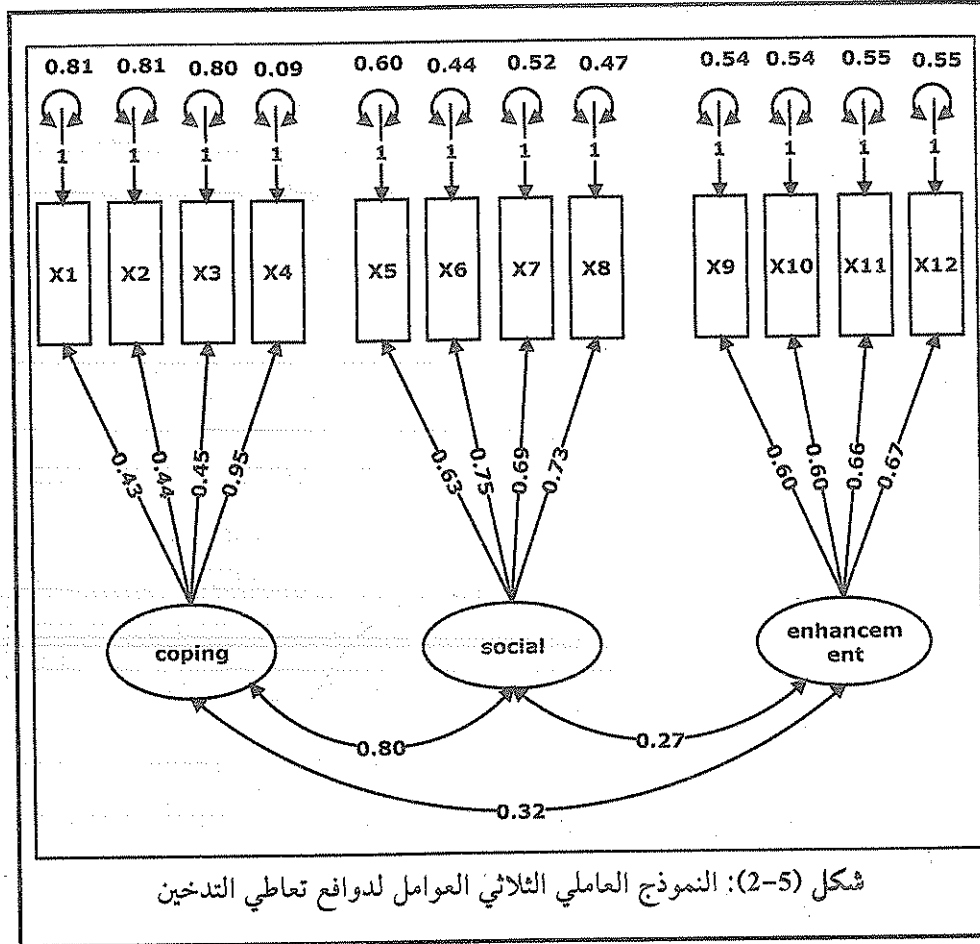 0.81 0.81 0.80 0.09 0.60 0.44 0.52 0.47 0.54 0.54 0.55 0.55
1 1 1 1 1 1 1 1 1 1 1 1
X1 X2 X3 X4 X5 X6 X7 X8 X9 X10 X11 X12
0.43 0.44 0.45 0.95 0.63 0.75 0.69 0.73 0.60 0.60 0.66 0.67
coping social enhancem
ent
0.80 0.27
0.32
شكل (5-2): النموذج العاملي الثلاثي العوامل لدوافع تعاطي التدخين